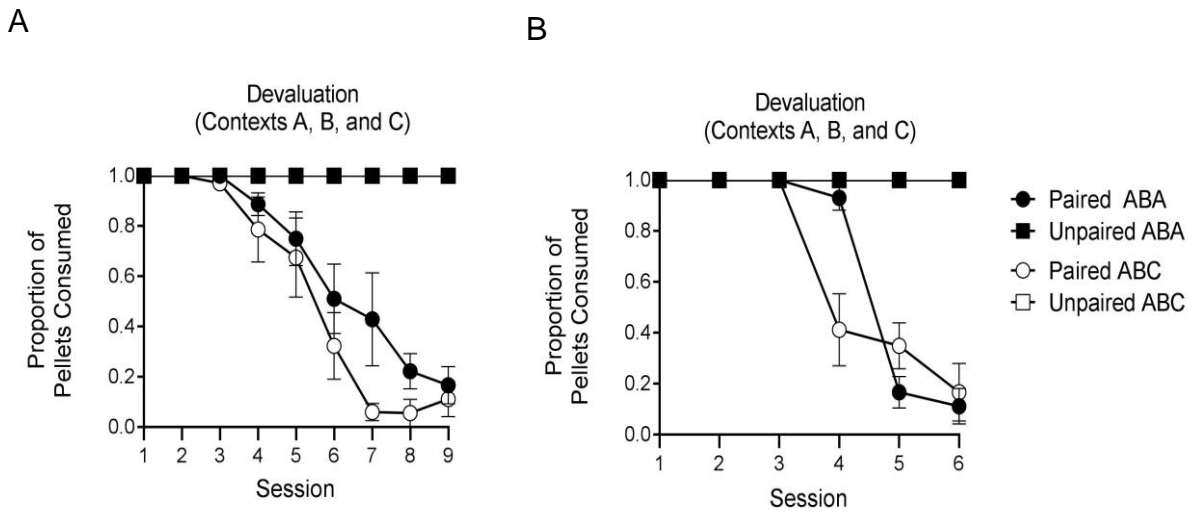 A
Devaluation
(Contexts A, B, and C)
Proportion of
Pellets Consumed
1.0
0.8
0.6
0.4
0.2
0.0
1 2 3 4 5 6 7 8 9
Session
B
Devaluation
(Contexts A, B, and C)
Proportion of
Pellets Consumed
1.0
0.8
0.6
0.4
0.2
0.0
1 2 3 4 5 6
Session
Paired ABA
Unpaired ABA
Paired ABC
Unpaired ABC